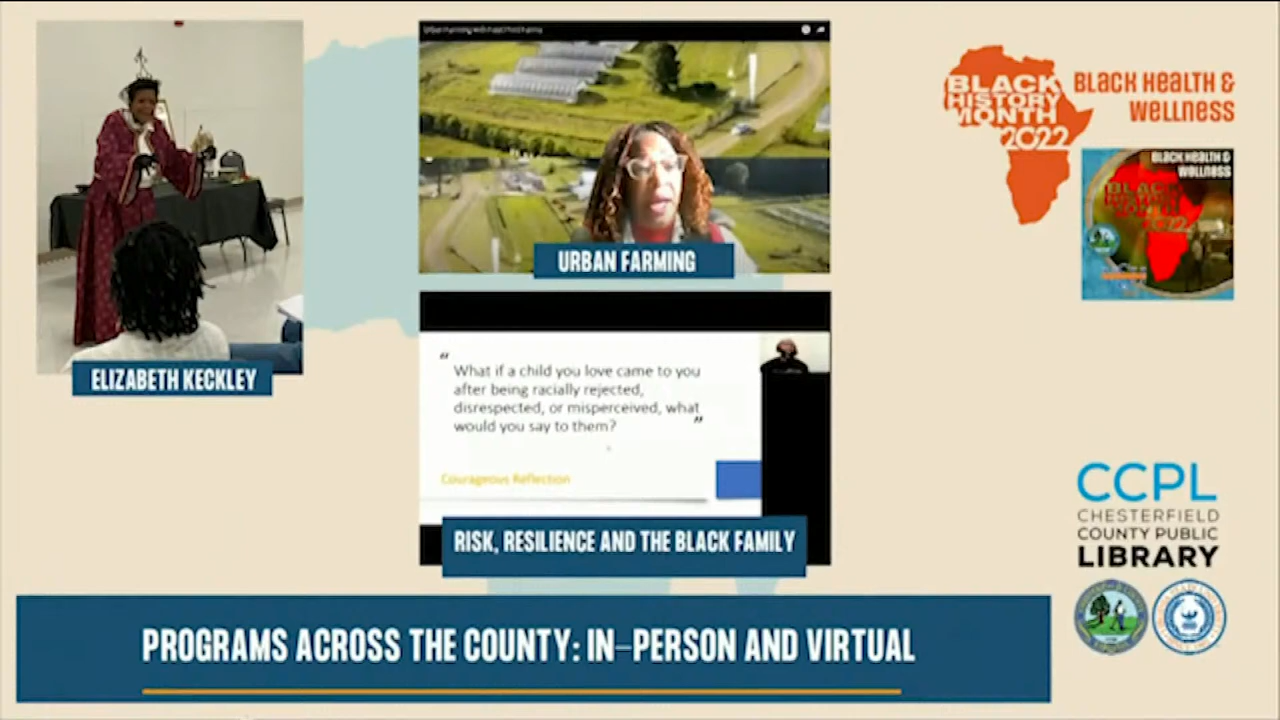 ELIZABETH KECKLEY
URBAN FARMING
“
What if a child you love came to you
after being racially rejected,
disrespected, or misperceived, what
would you say to them?
”
Courageous Reflection
RISK, RESILIENCE AND THE BLACK FAMILY
BLACK
HISTORY
MONTH
2022
BLACK HEALTH &
WELLNESS
BLACK HEALTH &
WELLNESS
CCPL
CHESTERFIELD
COUNTY PUBLIC
LIBRARY
PROGRAMS ACROSS THE COUNTY: IN-PERSON AND VIRTUAL